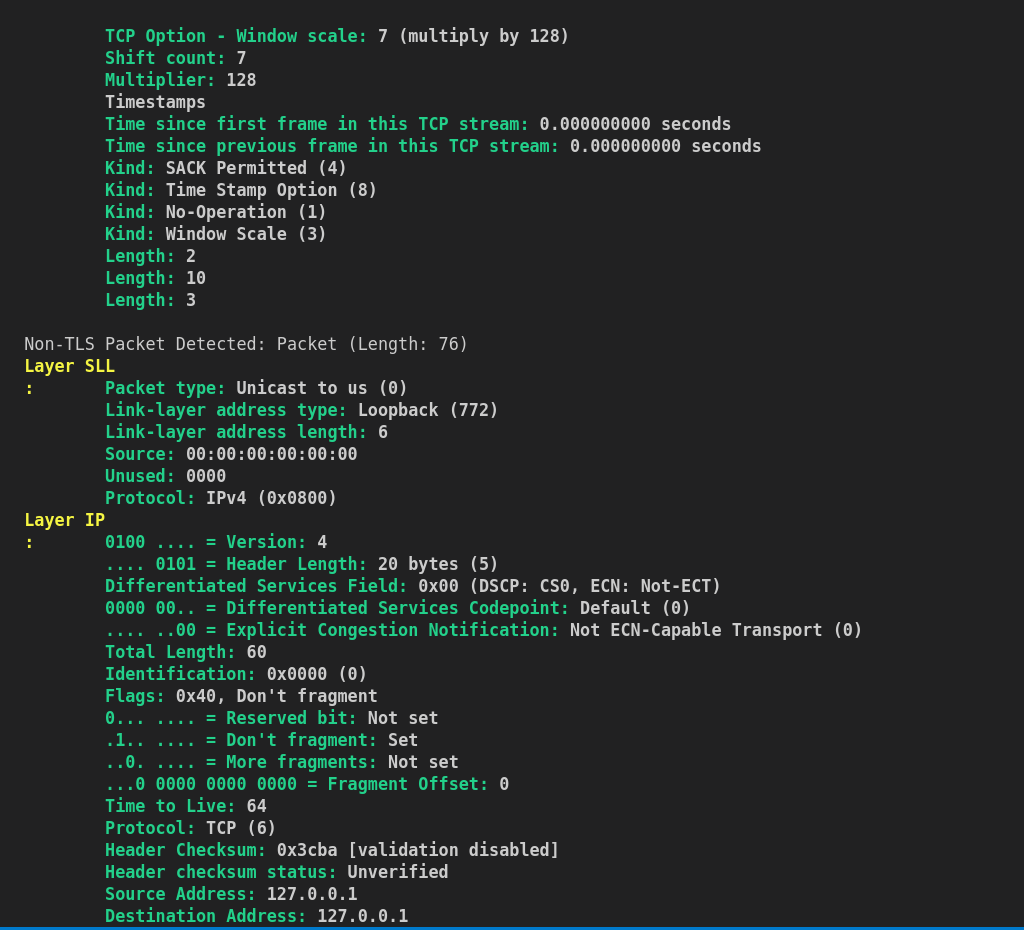 TCP Option - Window scale: 7 (multiply by 128)
Shift count: 7
Multiplier: 128
Timestamps
Time since first frame in this TCP stream: 0.000000000 seconds
Time since previous frame in this TCP stream: 0.000000000 seconds
Kind: SACK Permitted (4)
Kind: Time Stamp Option (8)
Kind: No-Operation (1)
Kind: Window Scale (3)
Length: 2
Length: 10
Length: 3
Non-TLS Packet Detected: Packet (Length: 76)
Layer SLL
:       Packet type: Unicast to us (0)
Link-layer address type: Loopback (772)
Link-layer address length: 6
Source: 00:00:00:00:00:00
Unused: 0000
Protocol: IPv4 (0x0800)
Layer IP
:       0100 .... = Version: 4
.... 0101 = Header Length: 20 bytes (5)
Differentiated Services Field: 0x00 (DSCP: CS0, ECN: Not-ECT)
0000 00.. = Differentiated Services Codepoint: Default (0)
.... ..00 = Explicit Congestion Notification: Not ECN-Capable Transport (0)
Total Length: 60
Identification: 0x0000 (0)
Flags: 0x40, Don't fragment
0... .... = Reserved bit: Not set
.1.. .... = Don't fragment: Set
..0. .... = More fragments: Not set
...0 0000 0000 0000 = Fragment Offset: 0
Time to Live: 64
Protocol: TCP (6)
Header Checksum: 0x3cba [validation disabled]
Header checksum status: Unverified
Source Address: 127.0.0.1
Destination Address: 127.0.0.1